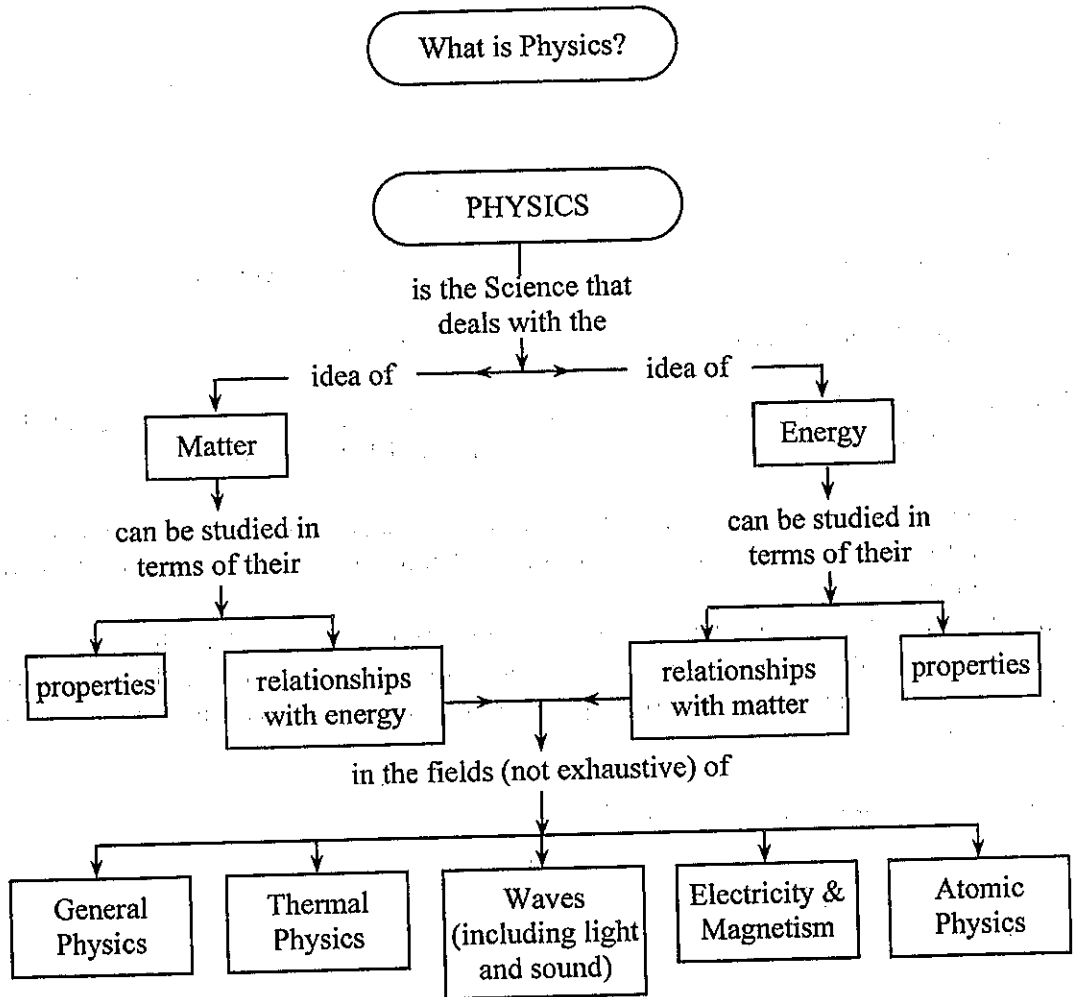 What is Physics?
PHYSICS
is the Science that
deals with the
idea of
idea of
Matter
Energy
can be studied in
terms of their
can be studied in
terms of their
properties
relationships
with energy
relationships
with matter
properties
in the fields (not exhaustive) of
General
Physics
Thermal
Physics
Waves
(including light
and sound)
Electricity &
Magnetism
Atomic
Physics